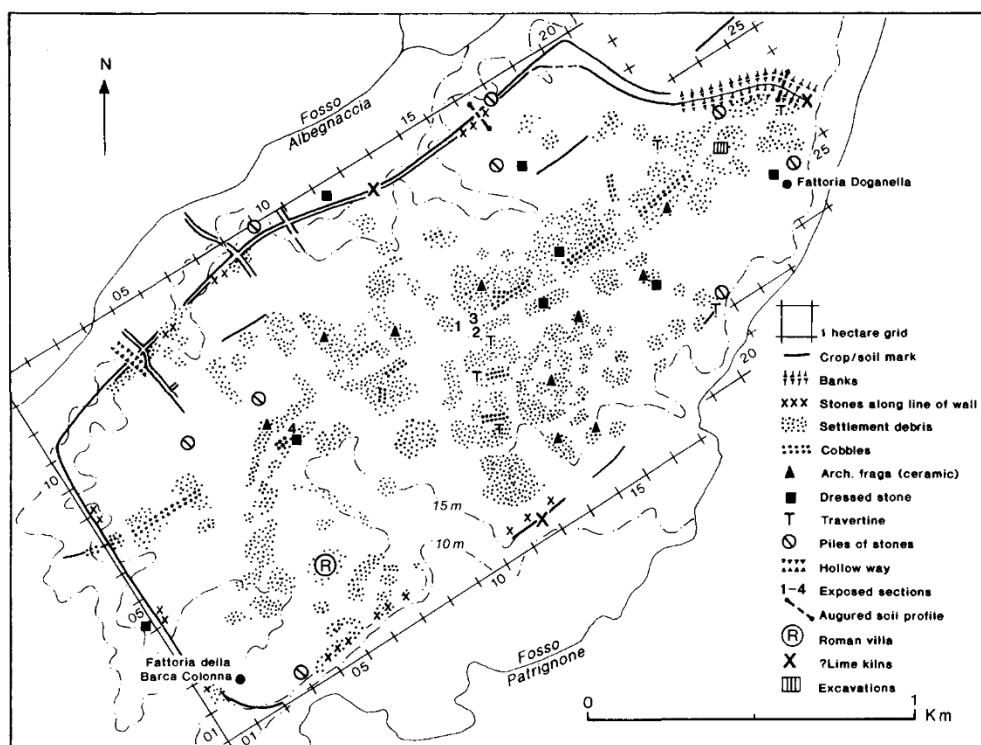 N
Fosso
Albegnaccia
20
25
15
10
05
25
Fattoria Doganella
1 3
2
20
4
10
15m
10m
15
10
05
R
05
Fosso
Patrignone
Fattoria della
Barca Colonna
01
01
1 hectare grid
Crop/soil mark
Banks
XXX Stones along line of wall
Settlement debris
Cobbles
Arch. frags (ceramic)
Dressed stone
T Travertine
Piles of stones
Hollow way
1-4 Exposed sections
Augured soil profile
R Roman villa
X ?Lime kilns
Excavations
0 1
Km